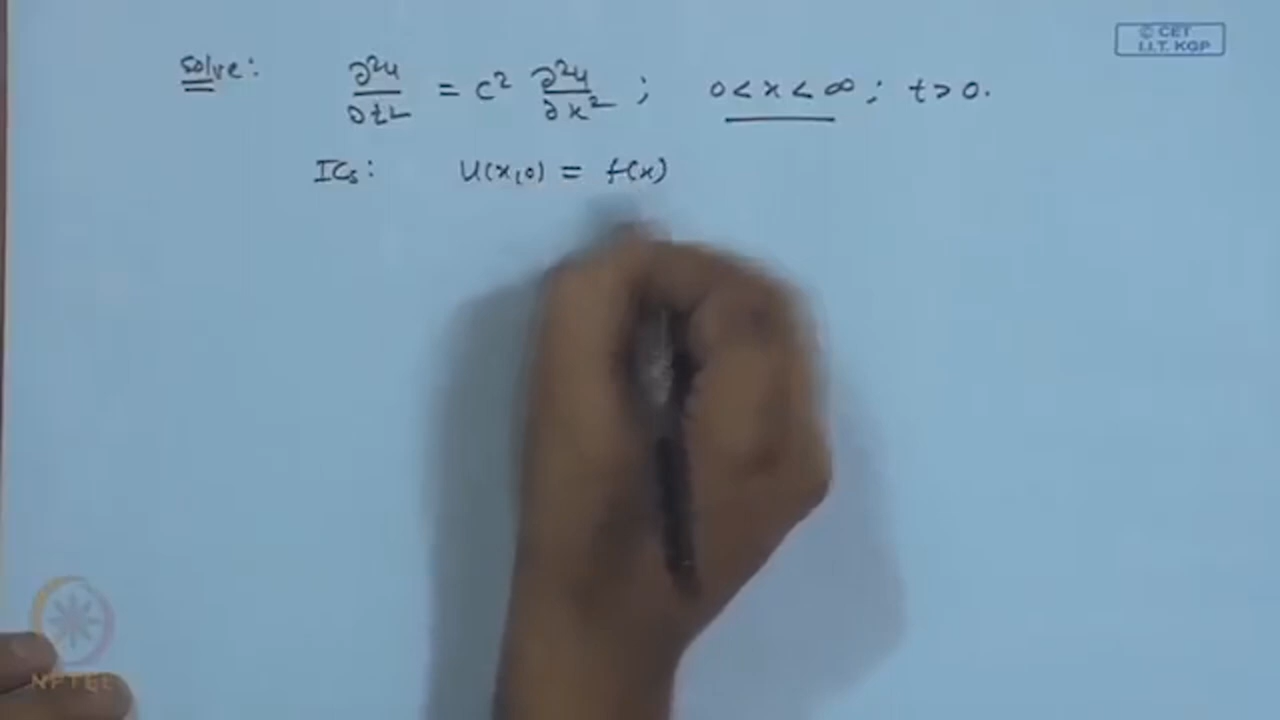 © CET
I.I.T. KGP
Solve: ∂²u/∂t² = c² ∂²u/∂x² ; 0 < x < ∞ ; t > 0.
ICs: u(x,0) = f(x)
NPTEL